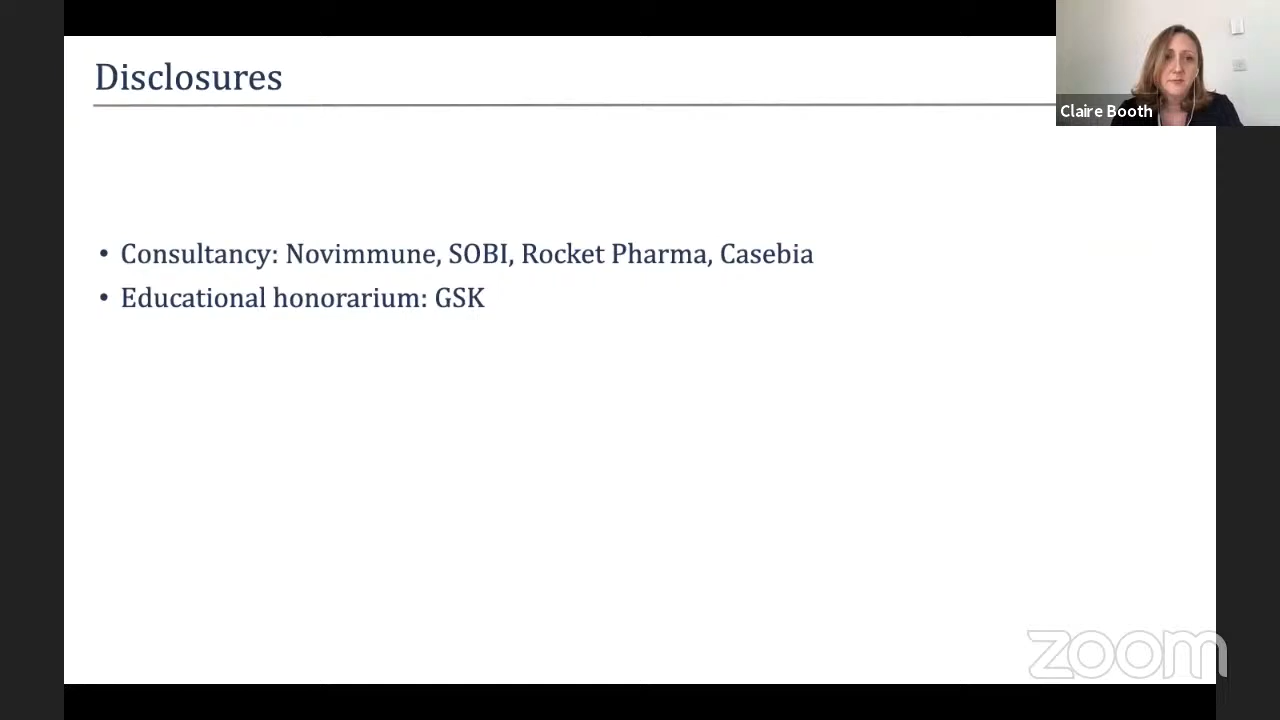 Disclosures
Claire Booth
• Consultancy: Novimmune, SOBI, Rocket Pharma, Casebia
• Educational honorarium: GSK
zoom